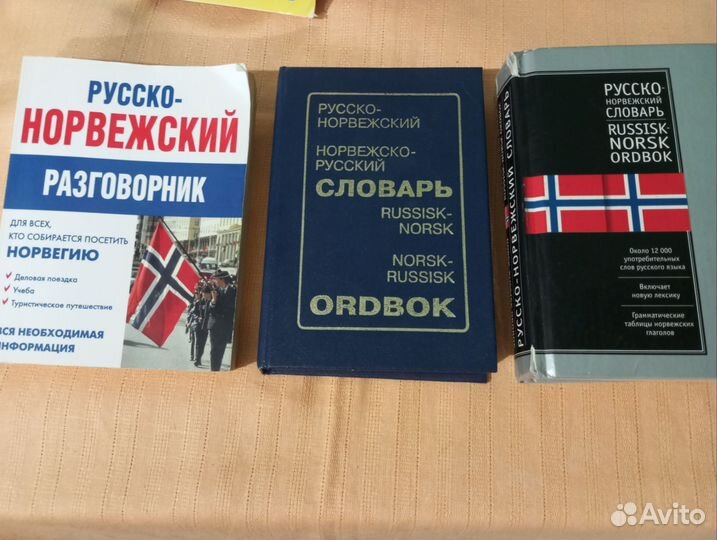 РУССКО-
НОРВЕЖСКИЙ
РАЗГОВОРНИК
ДЛЯ ВСЕХ,
КТО СОБИРАЕТСЯ ПОСЕТИТЬ
НОРВЕГИЮ
Деловая поездка
Учеба
Туристическое путешествие
ВСЯ НЕОБХОДИМАЯ
ИНФОРМАЦИЯ
РУССКО-
НОРВЕЖСКИЙ
НОРВЕЖСКО-
РУССКИЙ
СЛОВАРЬ
RUSSISK-
NORSK
NORSK-
RUSSISK
ORDBOK
РУССКО-НОРВЕЖСКИЙ СЛОВАРЬ
РУССКО-
НОРВЕЖСКИЙ
СЛОВАРЬ
RUSSISK-
NORSK
ORDBOK
Около 12 000
употребительных
слов русского языка
Включает
новую лексику
Грамматические
таблицы норвежских
глаголов
Avito